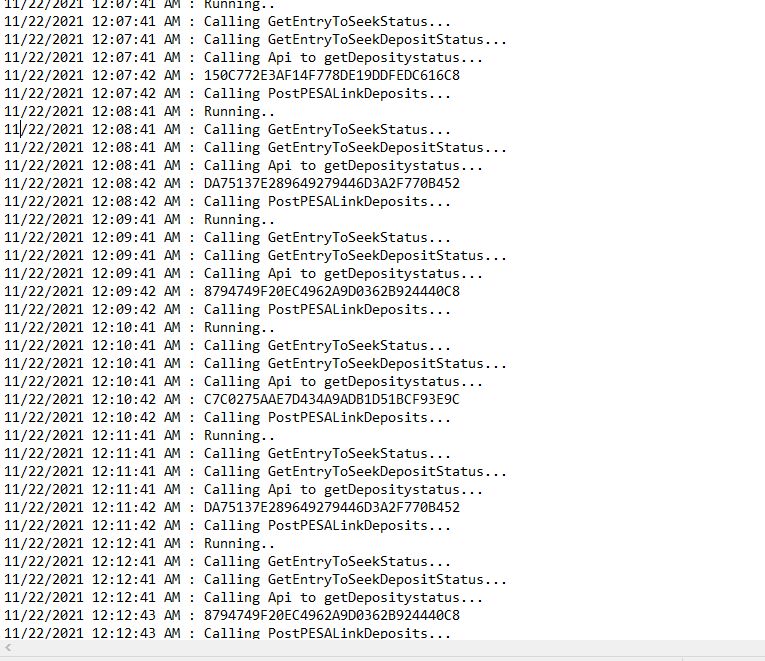 11/22/2021 12:07:41 AM : Running..
11/22/2021 12:07:41 AM : Calling GetEntryToSeekStatus...
11/22/2021 12:07:41 AM : Calling GetEntryToSeekDepositStatus...
11/22/2021 12:07:41 AM : Calling Api to getDepositystatus...
11/22/2021 12:07:42 AM : 150C772E3AF14F778DE19DDFEDC616C8
11/22/2021 12:07:42 AM : Calling PostPESALinkDeposits...
11/22/2021 12:08:41 AM : Running..
11/22/2021 12:08:41 AM : Calling GetEntryToSeekStatus...
11/22/2021 12:08:41 AM : Calling GetEntryToSeekDepositStatus...
11/22/2021 12:08:41 AM : Calling Api to getDepositystatus...
11/22/2021 12:08:42 AM : DA75137E289649279446D3A2F770B452
11/22/2021 12:08:42 AM : Calling PostPESALinkDeposits...
11/22/2021 12:09:41 AM : Running..
11/22/2021 12:09:41 AM : Calling GetEntryToSeekStatus...
11/22/2021 12:09:41 AM : Calling GetEntryToSeekDepositStatus...
11/22/2021 12:09:41 AM : Calling Api to getDepositystatus...
11/22/2021 12:09:42 AM : 8794749F20EC4962A9D0362B924440C8
11/22/2021 12:09:42 AM : Calling PostPESALinkDeposits...
11/22/2021 12:10:41 AM : Running..
11/22/2021 12:10:41 AM : Calling GetEntryToSeekStatus...
11/22/2021 12:10:41 AM : Calling GetEntryToSeekDepositStatus...
11/22/2021 12:10:41 AM : Calling Api to getDepositystatus...
11/22/2021 12:10:42 AM : C7C0275AAE7D434A9ADB1D51BCF93E9C
11/22/2021 12:10:42 AM : Calling PostPESALinkDeposits...
11/22/2021 12:11:41 AM : Running..
11/22/2021 12:11:41 AM : Calling GetEntryToSeekStatus...
11/22/2021 12:11:41 AM : Calling GetEntryToSeekDepositStatus...
11/22/2021 12:11:41 AM : Calling Api to getDepositystatus...
11/22/2021 12:11:42 AM : DA75137E289649279446D3A2F770B452
11/22/2021 12:11:42 AM : Calling PostPESALinkDeposits...
11/22/2021 12:12:41 AM : Running..
11/22/2021 12:12:41 AM : Calling GetEntryToSeekStatus...
11/22/2021 12:12:41 AM : Calling GetEntryToSeekDepositStatus...
11/22/2021 12:12:41 AM : Calling Api to getDepositystatus...
11/22/2021 12:12:43 AM : 8794749F20EC4962A9D0362B924440C8
11/22/2021 12:12:43 AM : Calling PostPESALinkDeposits...